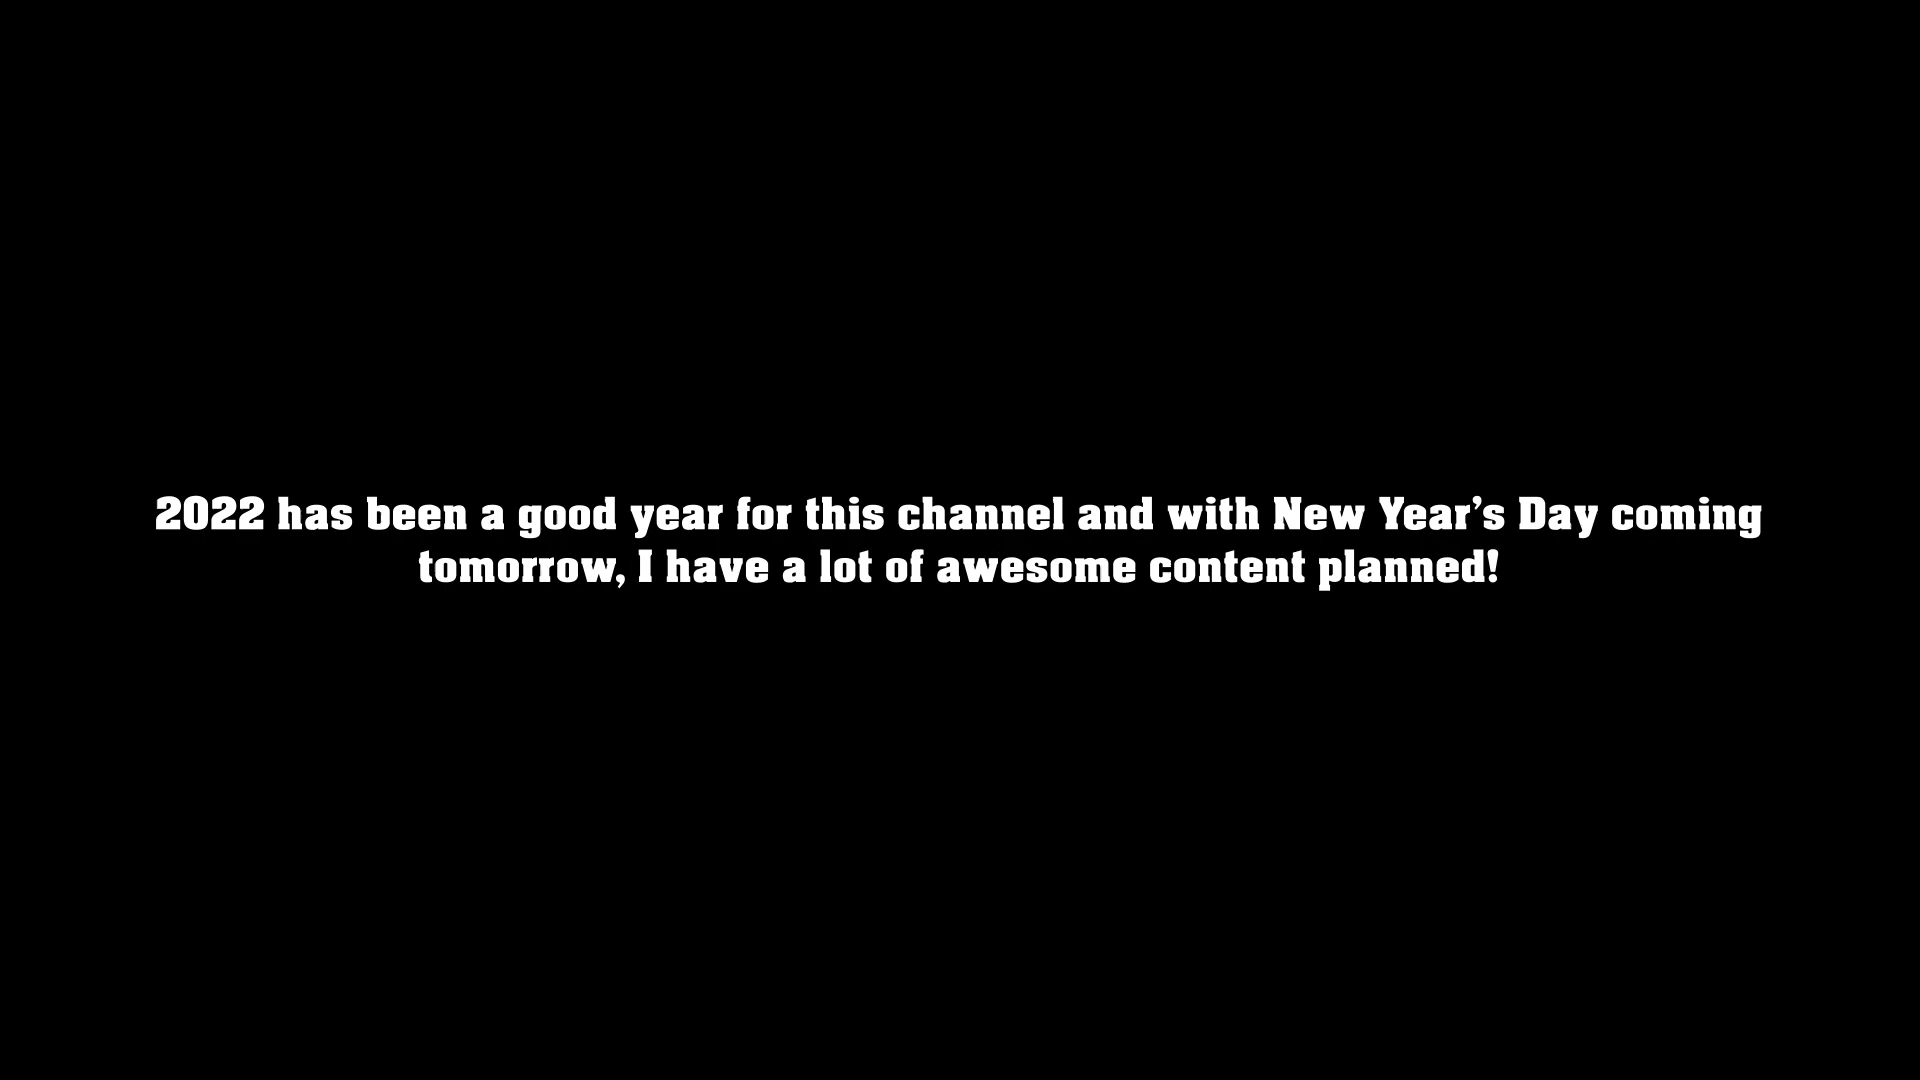 2022 has been a good year for this channel and with New Year’s Day coming
tomorrow, I have a lot of awesome content planned!